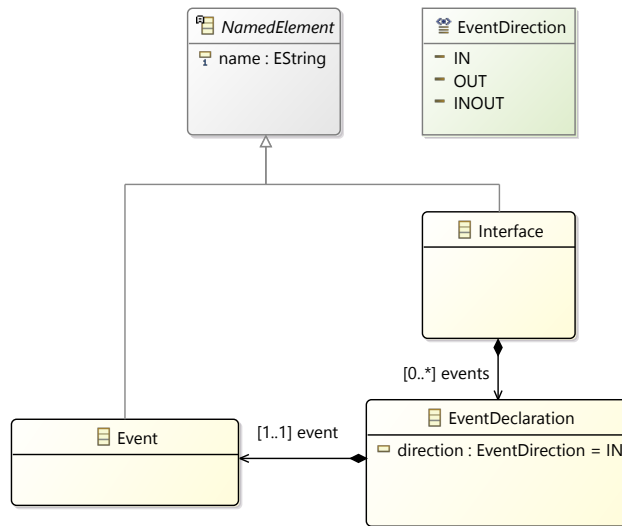 NamedElement
name : EString
EventDirection
IN
OUT
INOUT
Interface
[0..*] events
EventDeclaration
direction : EventDirection = IN
[1..1] event
Event